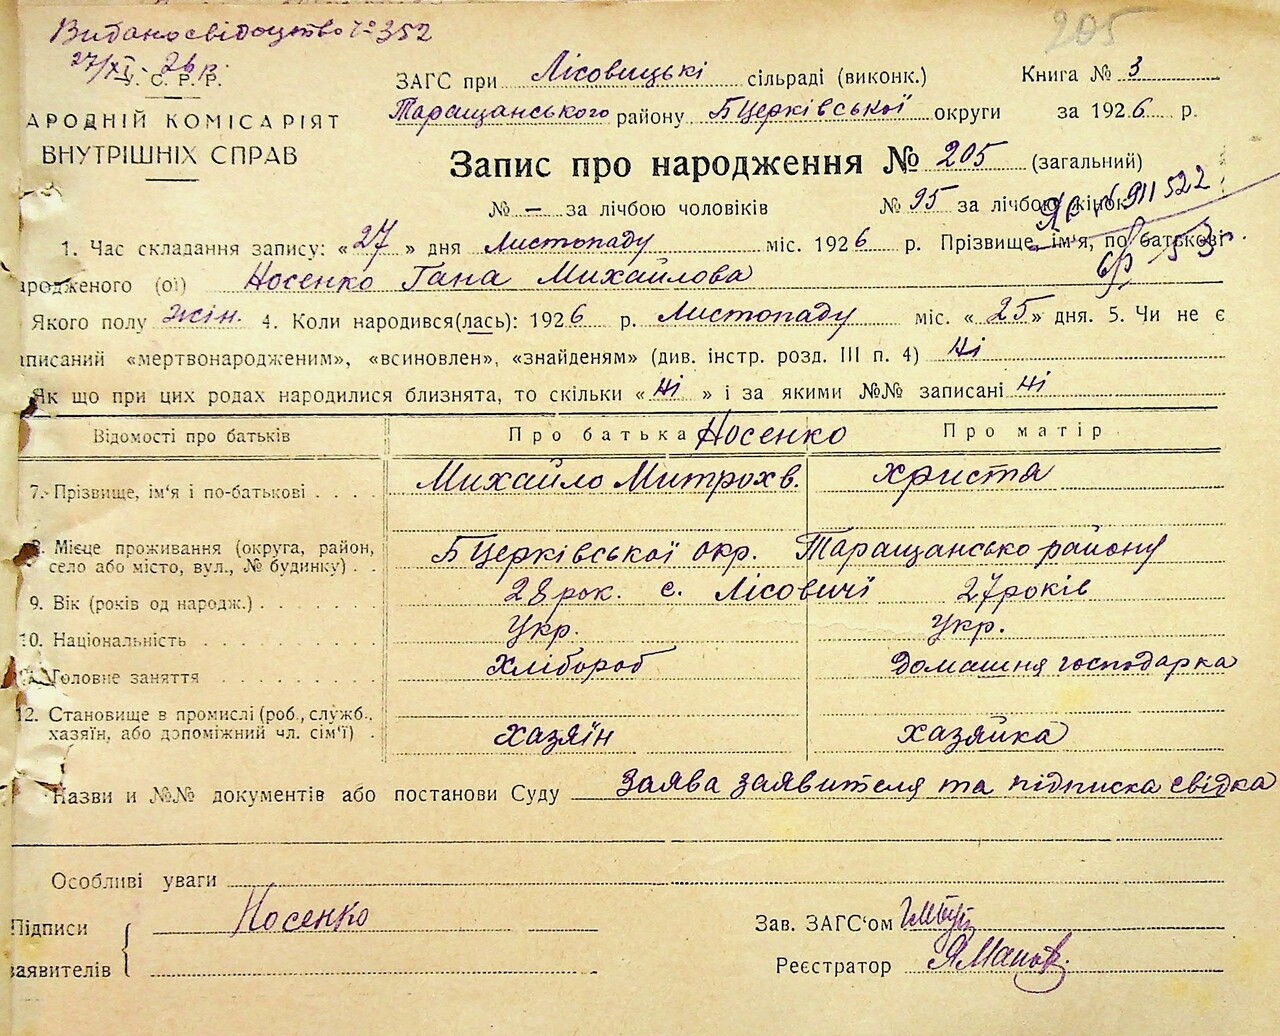 Видано свідоцтво № 352
27/XI - 26 р.
205
У. С. Р. Р.
АРОДНІЙ КОМІСАРІЯТ
ВНУТРІШНІХ СПРАВ
ЗАГС при Лісовицькі сільраді (виконк.) Книга № 3
Таращанського району БЦерківської округи за 1926 р.
Запис про народження № 205 (загальний)
№ — за лічбою чоловіків № 95 за лічбою жінок
911522
1. Час складання запису: «27» дня Листопаду міс. 1926 р. Прізвище, ім'я, по батькові
ародженого (ої) Носенко Гана Михайлова
Якого полу жін. 4. Коли народився(лась): 1926 р. Листопаду міс. «25» дня. 5. Чи не є
аписаний «мертвонародженим», «всиновлен», «знайденям» (див. інстр. розд. III п. 4) Ні
Як що при цих родах народилися близнята, то скільки «ні» і за якими №№ записані ні
Відомості про батьків Про батька Носенко Про матір
7. Прізвище, ім'я і по-батькові Михайло Митрохв. Христя
8. Місце проживання (округа, район, село або місто, вул., № будинку) БЦерківської окр. Таращансько району
9. Вік (років од народж.) 28 рок. с. Лісовичі 27 років
10. Національність Укр. Укр.
11. Головне заняття Хлібороб Домашня господарка
12. Становище в промислі (роб., служб., хазяїн, або допоміжний чл. сім'ї) Хазяїн хазяйка
Назви и №№ документів або постанови Суду Заява заявителя та підписка свідка
Особливі уваги
Підписи Носенко Зав. ЗАГС'ом
заявителів Реєстратор